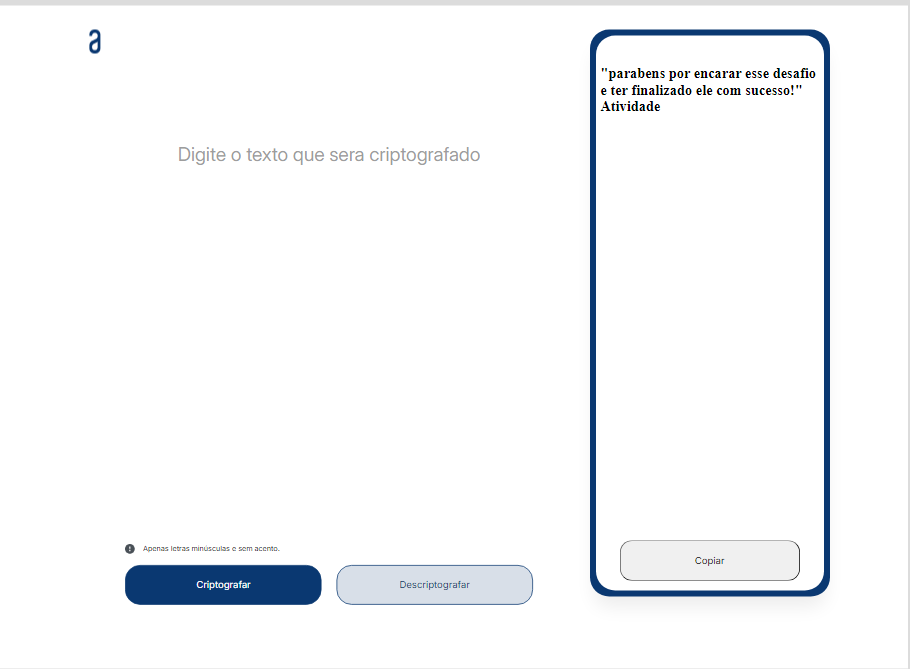 a
Digite o texto que sera criptografado
Apenas letras minúsculas e sem acento.
Criptografar
Descriptografar
"parabens por encarar esse desafio
e ter finalizado ele com sucesso!"
Atividade
Copiar